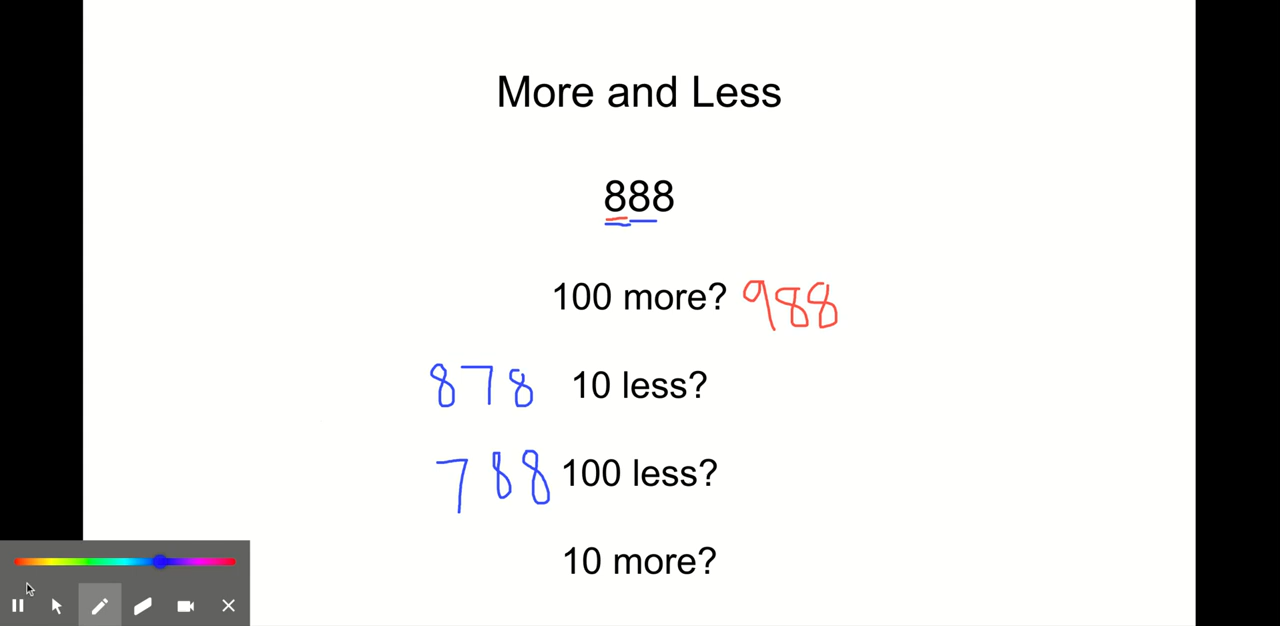 More and Less
888
100 more? 988
878 10 less?
788 100 less?
10 more?